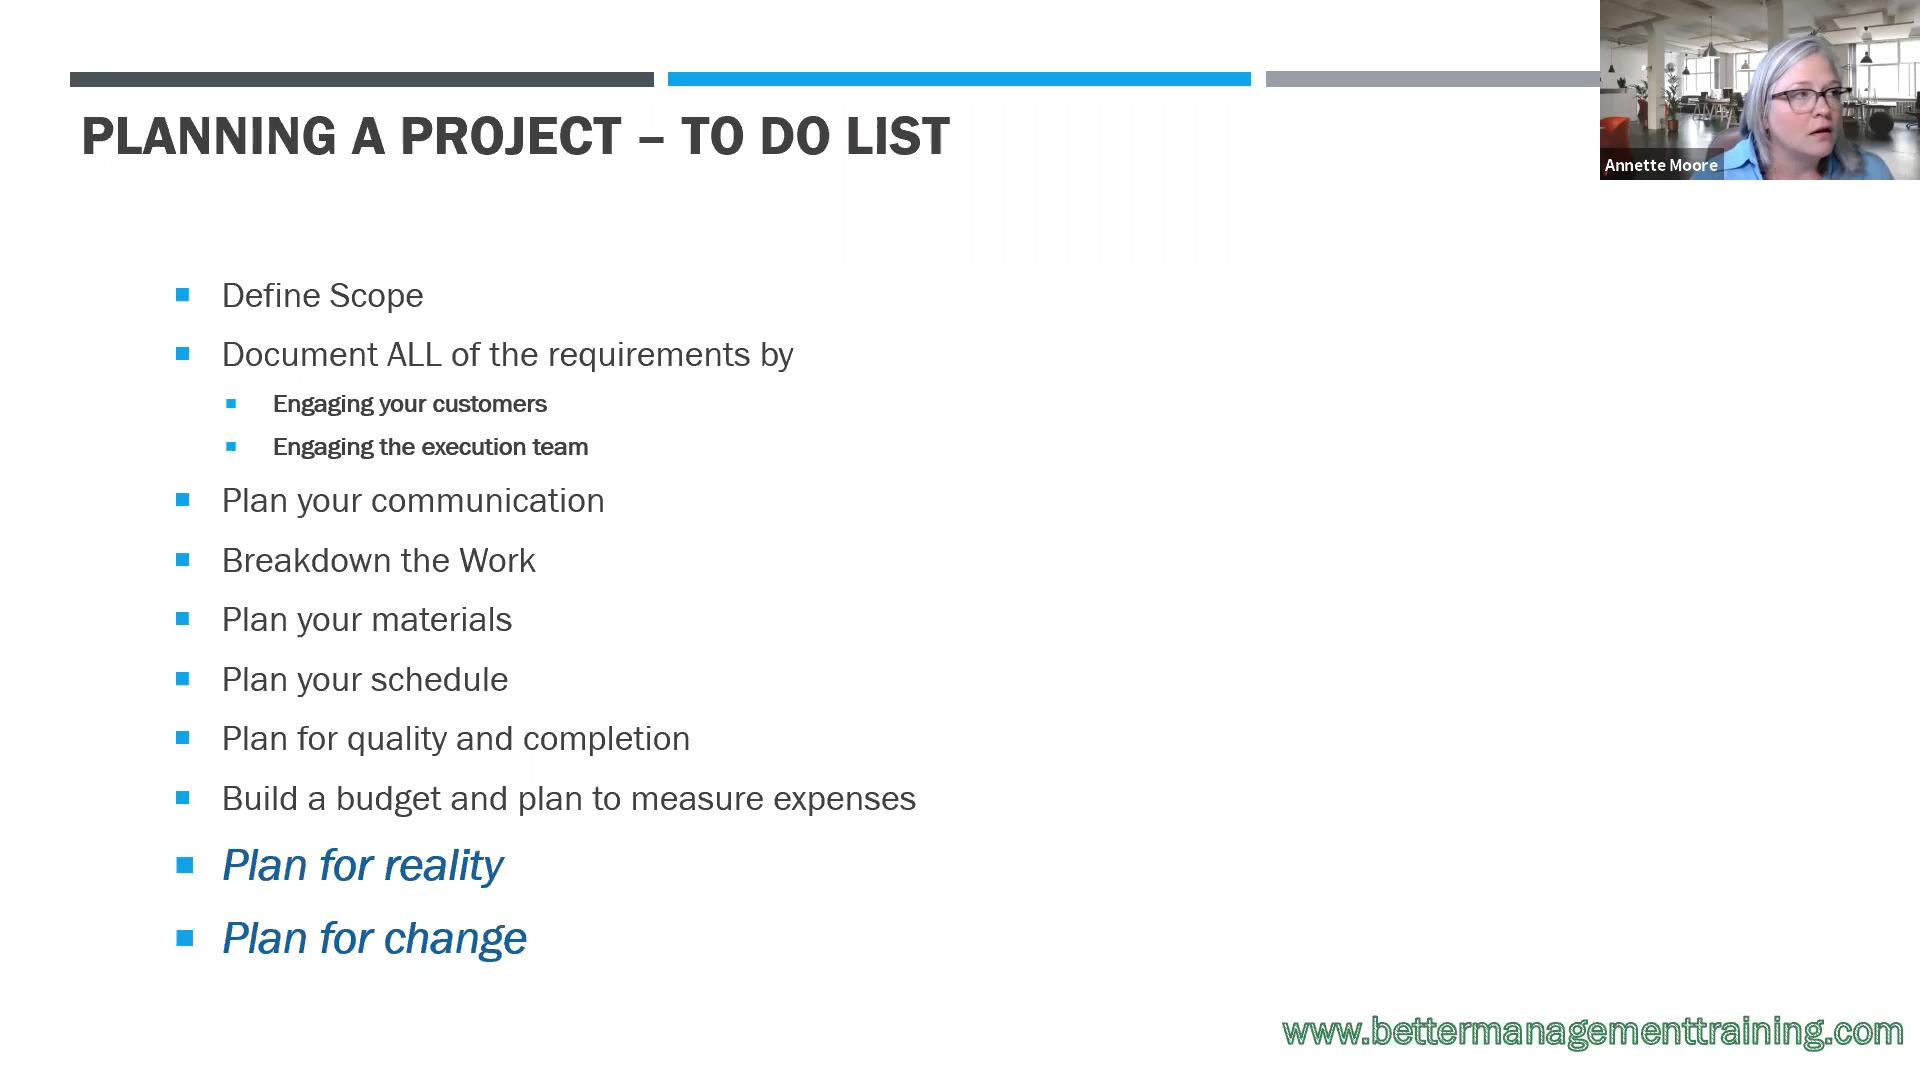 PLANNING A PROJECT – TO DO LIST
Annette Moore
Define Scope
Document ALL of the requirements by
Engaging your customers
Engaging the execution team
Plan your communication
Breakdown the Work
Plan your materials
Plan your schedule
Plan for quality and completion
Build a budget and plan to measure expenses
Plan for reality
Plan for change
www.bettermanagementtraining.com